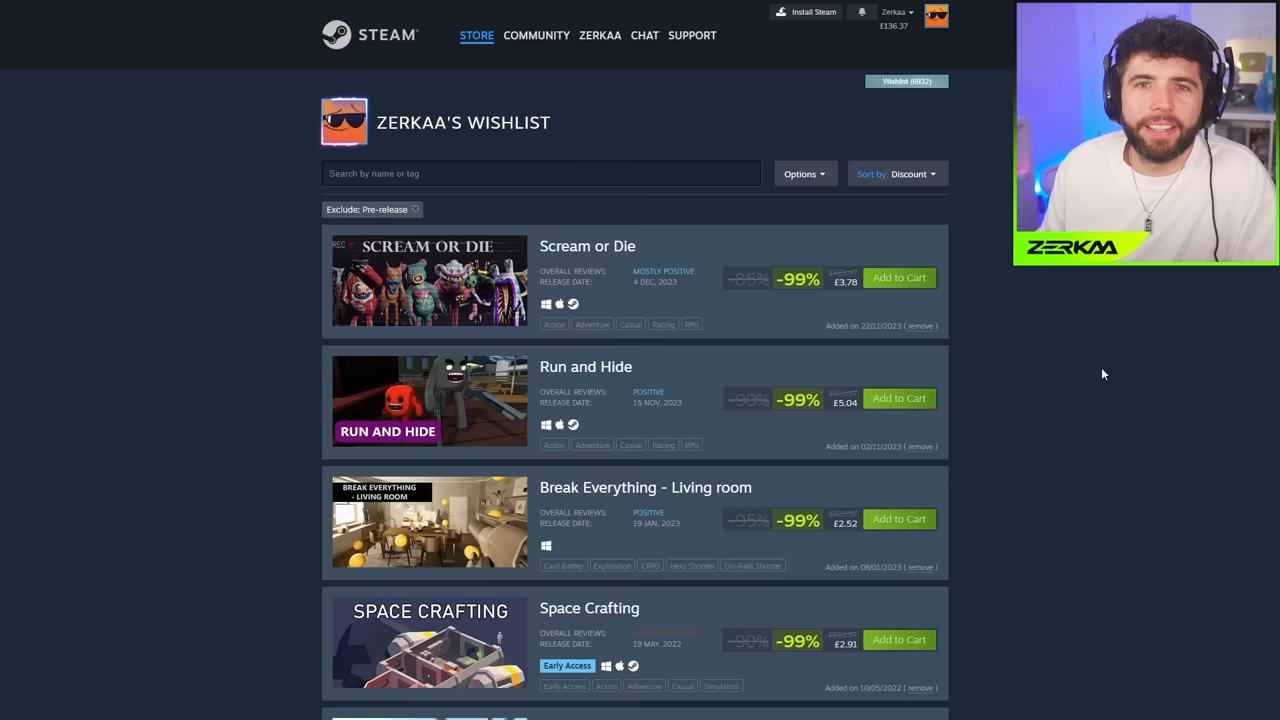 STEAM
STORE
COMMUNITY
ZERKAA
CHAT
SUPPORT
Install Steam
Zerkaa
£136.37
Wishlist (6932)
ZERKAA'S WISHLIST
Search by name or tag
Options
Sort by: Discount
Exclude: Pre-release
REC
SCREAM OR DIE
Scream or Die
OVERALL REVIEWS: MOSTLY POSITIVE
RELEASE DATE: 4 DEC, 2023
-85% -99%
£3.78
Add to Cart
Action Adventure Casual Racing RPG
Added on 22/11/2023 ( remove )
RUN AND HIDE
Run and Hide
OVERALL REVIEWS: POSITIVE
RELEASE DATE: 15 NOV, 2023
-90% -99%
£5.04
Add to Cart
Action Adventure Casual Racing RPG
Added on 02/11/2023 ( remove )
BREAK EVERYTHING
- LIVING ROOM
Break Everything - Living room
OVERALL REVIEWS: POSITIVE
RELEASE DATE: 19 JAN, 2023
-95% -99%
£2.52
Add to Cart
Card Battler Exploration CRPG Hero Shooter On-Rails Shooter
Added on 08/01/2023 ( remove )
SPACE CRAFTING
Space Crafting
OVERALL REVIEWS:
RELEASE DATE: 19 MAY, 2022
-90% -99%
£2.91
Add to Cart
Early Access
Early Access Action Adventure Casual Simulation
Added on 10/05/2022 ( remove )
ZERKAA